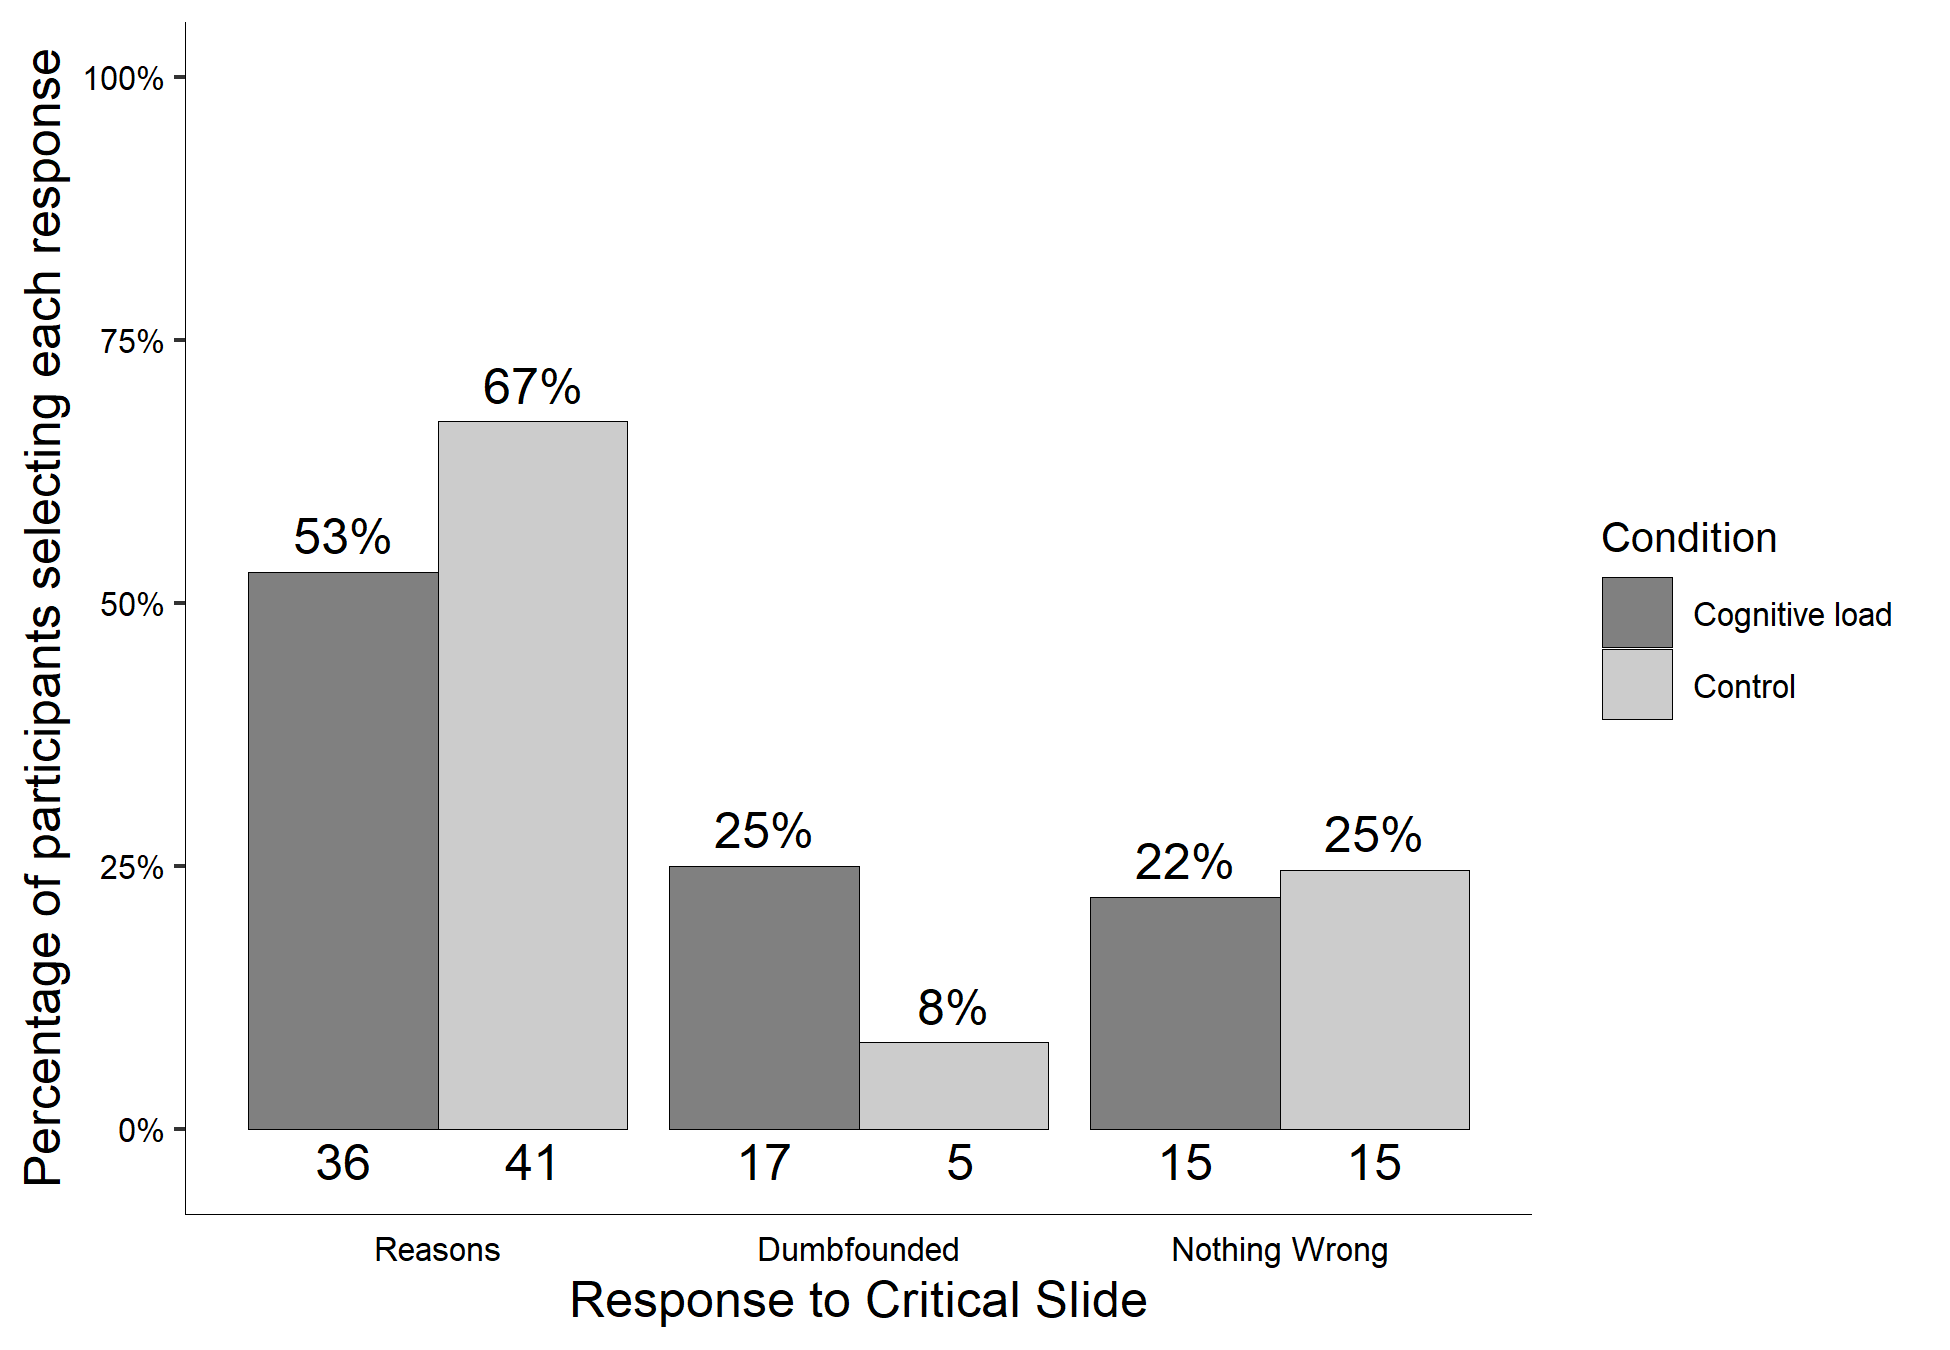 Percentage of participants selecting each response
100%
75%
50%
25%
0%
53%
67%
25%
8%
22%
25%
36
41
17
5
15
15
Reasons
Dumbfounded
Nothing Wrong
Response to Critical Slide
Condition
Cognitive load
Control